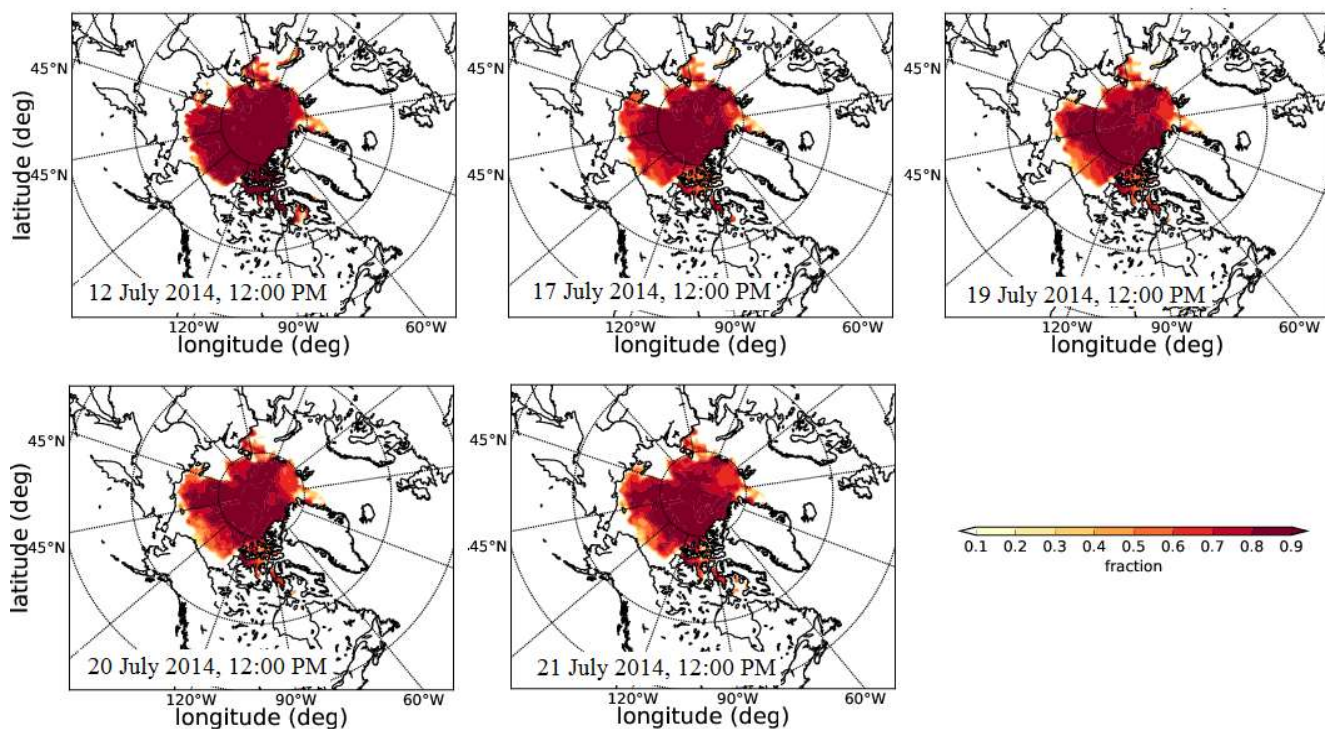 45°N
45°N
latitude (deg)
12 July 2014, 12:00 PM
120°W 90°W 60°W
longitude (deg)
45°N
45°N
17 July 2014, 12:00 PM
120°W 90°W 60°W
longitude (deg)
45°N
45°N
19 July 2014, 12:00 PM
120°W 90°W 60°W
longitude (deg)
45°N
45°N
latitude (deg)
20 July 2014, 12:00 PM
120°W 90°W 60°W
longitude (deg)
45°N
45°N
21 July 2014, 12:00 PM
120°W 90°W 60°W
longitude (deg)
0.1 0.2 0.3 0.4 0.5 0.6 0.7 0.8 0.9
fraction